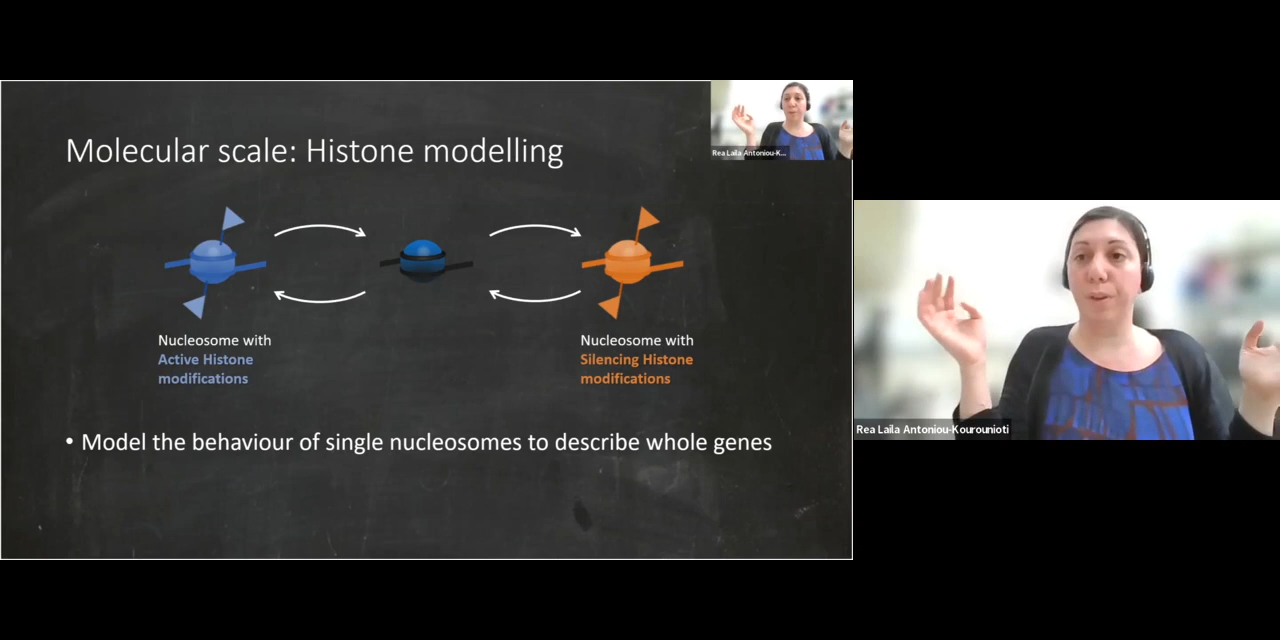 Molecular scale: Histone modelling
Rea Laila Antoniou-K...
Nucleosome with
Active Histone
modifications
Nucleosome with
Silencing Histone
modifications
• Model the behaviour of single nucleosomes to describe whole genes
Rea Laila Antoniou-Kourounioti